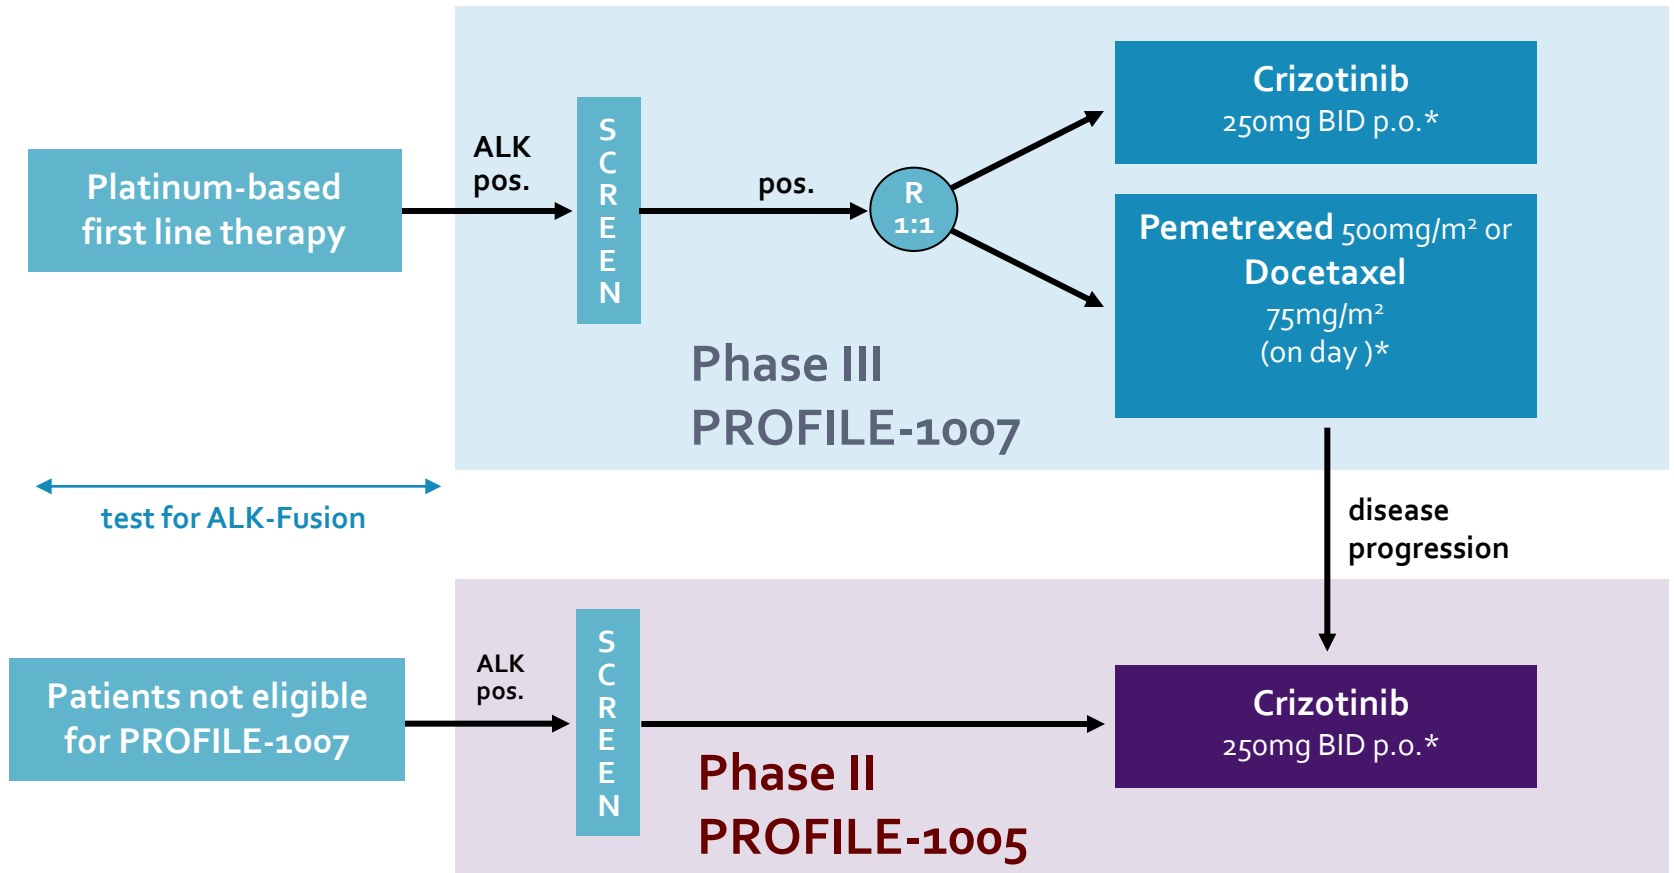 Platinum-based
first line therapy
ALK
pos.
SCREEN
pos.
R
1:1
Crizotinib
250mg BID p.o.*
Pemetrexed 500mg/m² or
Docetaxel
75mg/m²
(on day )*
Phase III
PROFILE-1007
test for ALK-Fusion
disease
progression
Patients not eligible
for PROFILE-1007
ALK
pos.
SCREEN
Crizotinib
250mg BID p.o.*
Phase II
PROFILE-1005